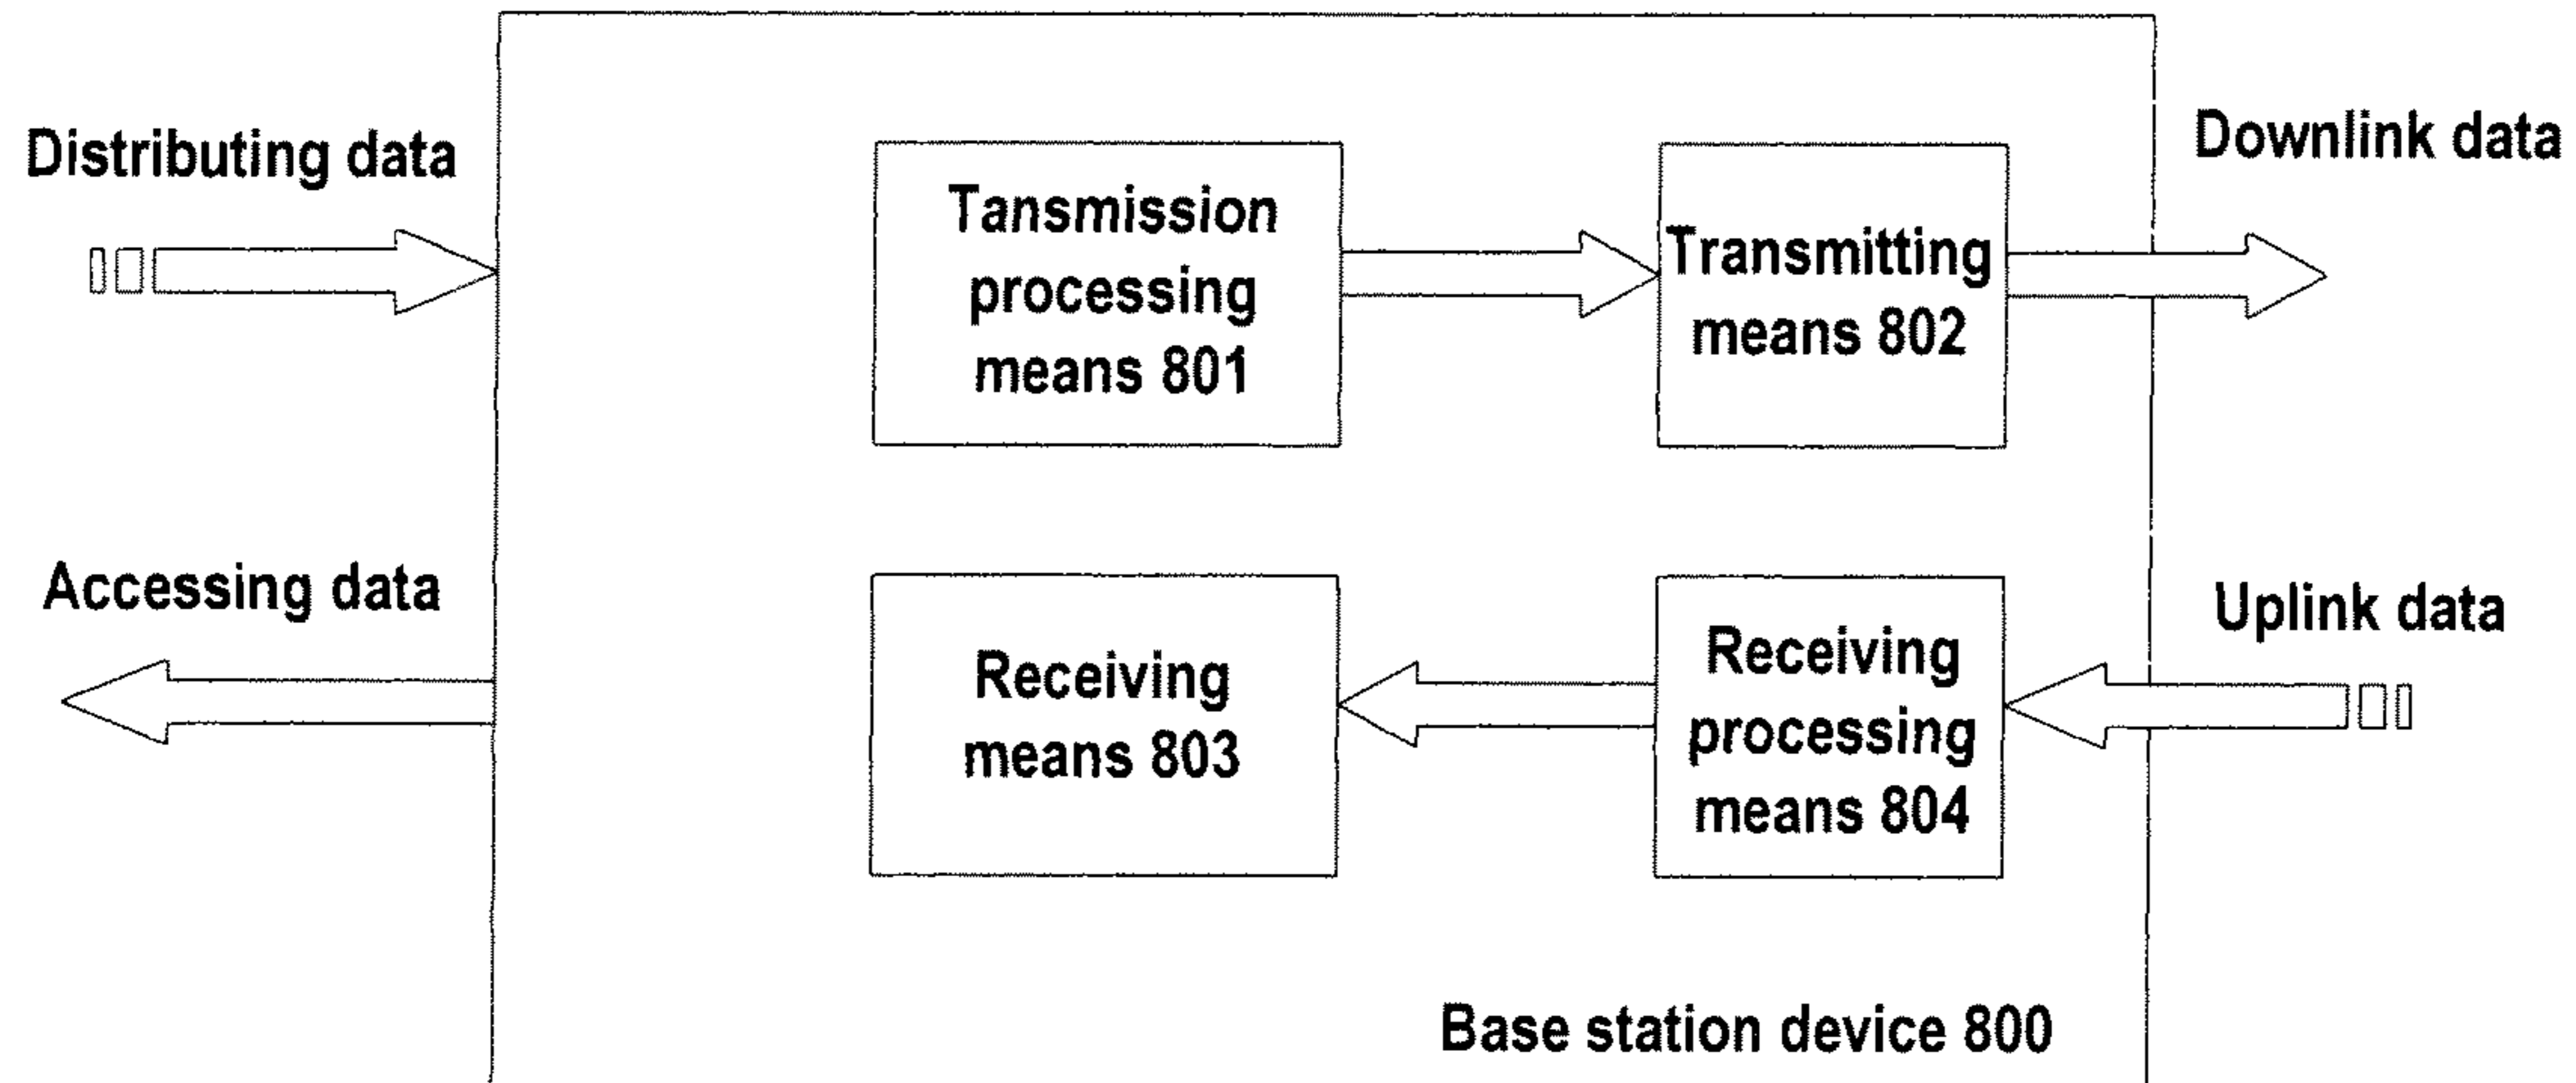 Distributing data
Downlink data
Tansmission
processing
means 801
Transmitting
means 802
Accessing data
Uplink data
Receiving
means 803
Receiving
processing
means 804
Base station device 800